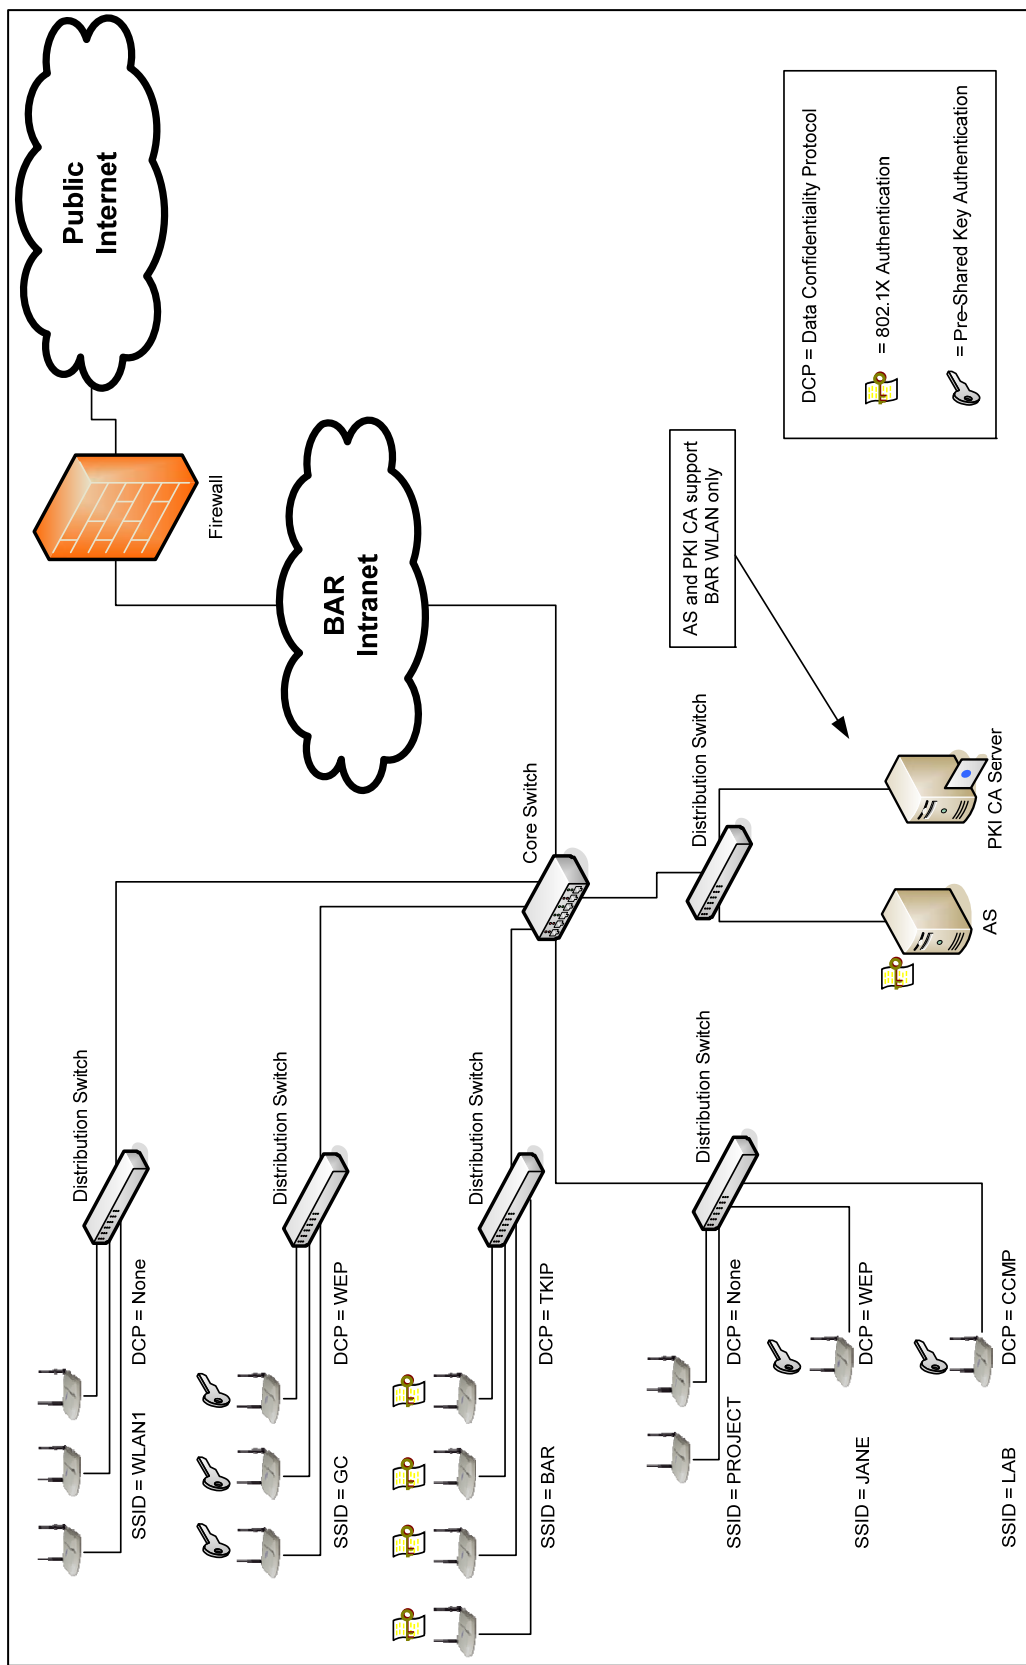 Public
Internet
Firewall
BAR
Intranet
Core Switch
Distribution Switch
DCP = None
SSID = WLAN1
Distribution Switch
DCP = WEP
SSID = GC
Distribution Switch
DCP = TKIP
SSID = BAR
Distribution Switch
DCP = None
SSID = PROJECT
DCP = WEP
SSID = JANE
DCP = CCMP
SSID = LAB
Distribution Switch
AS
PKI CA Server
AS and PKI CA support
BAR WLAN only
DCP = Data Confidentiality Protocol
= 802.1X Authentication
= Pre-Shared Key Authentication